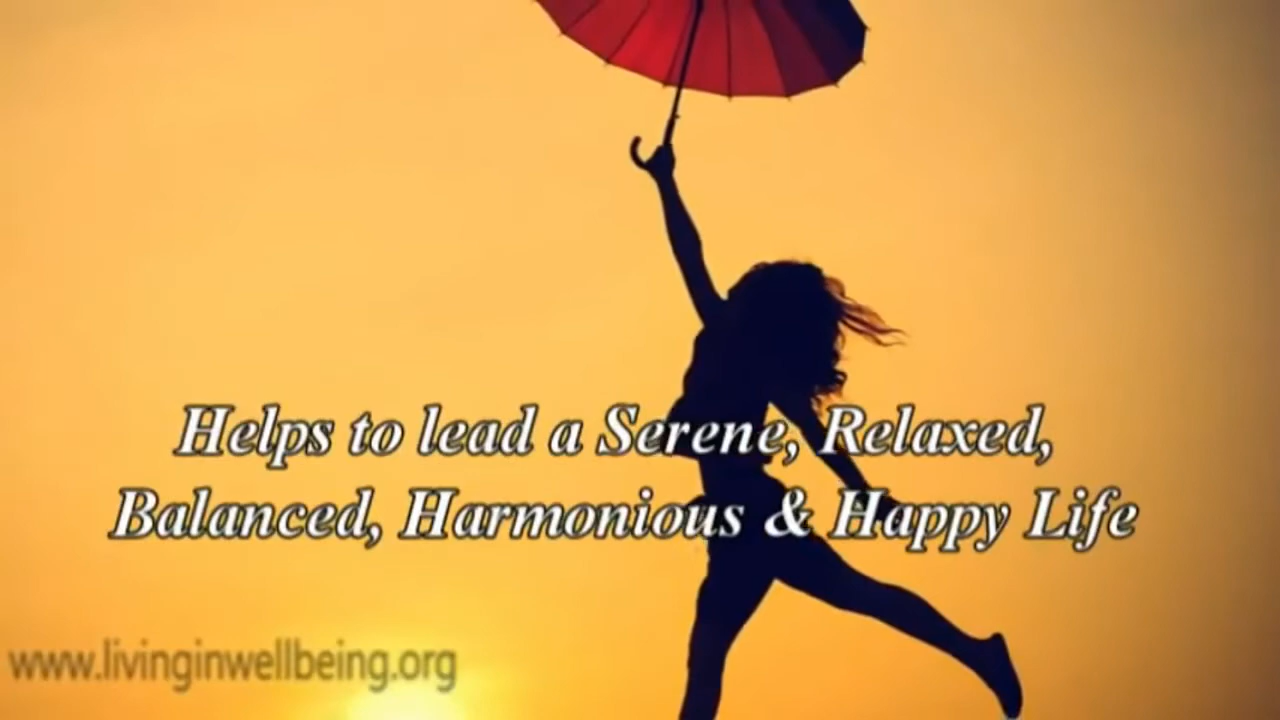 Helps to lead a Serene, Relaxed,
Balanced, Harmonious & Happy Life
www.livinginwellbeing.org